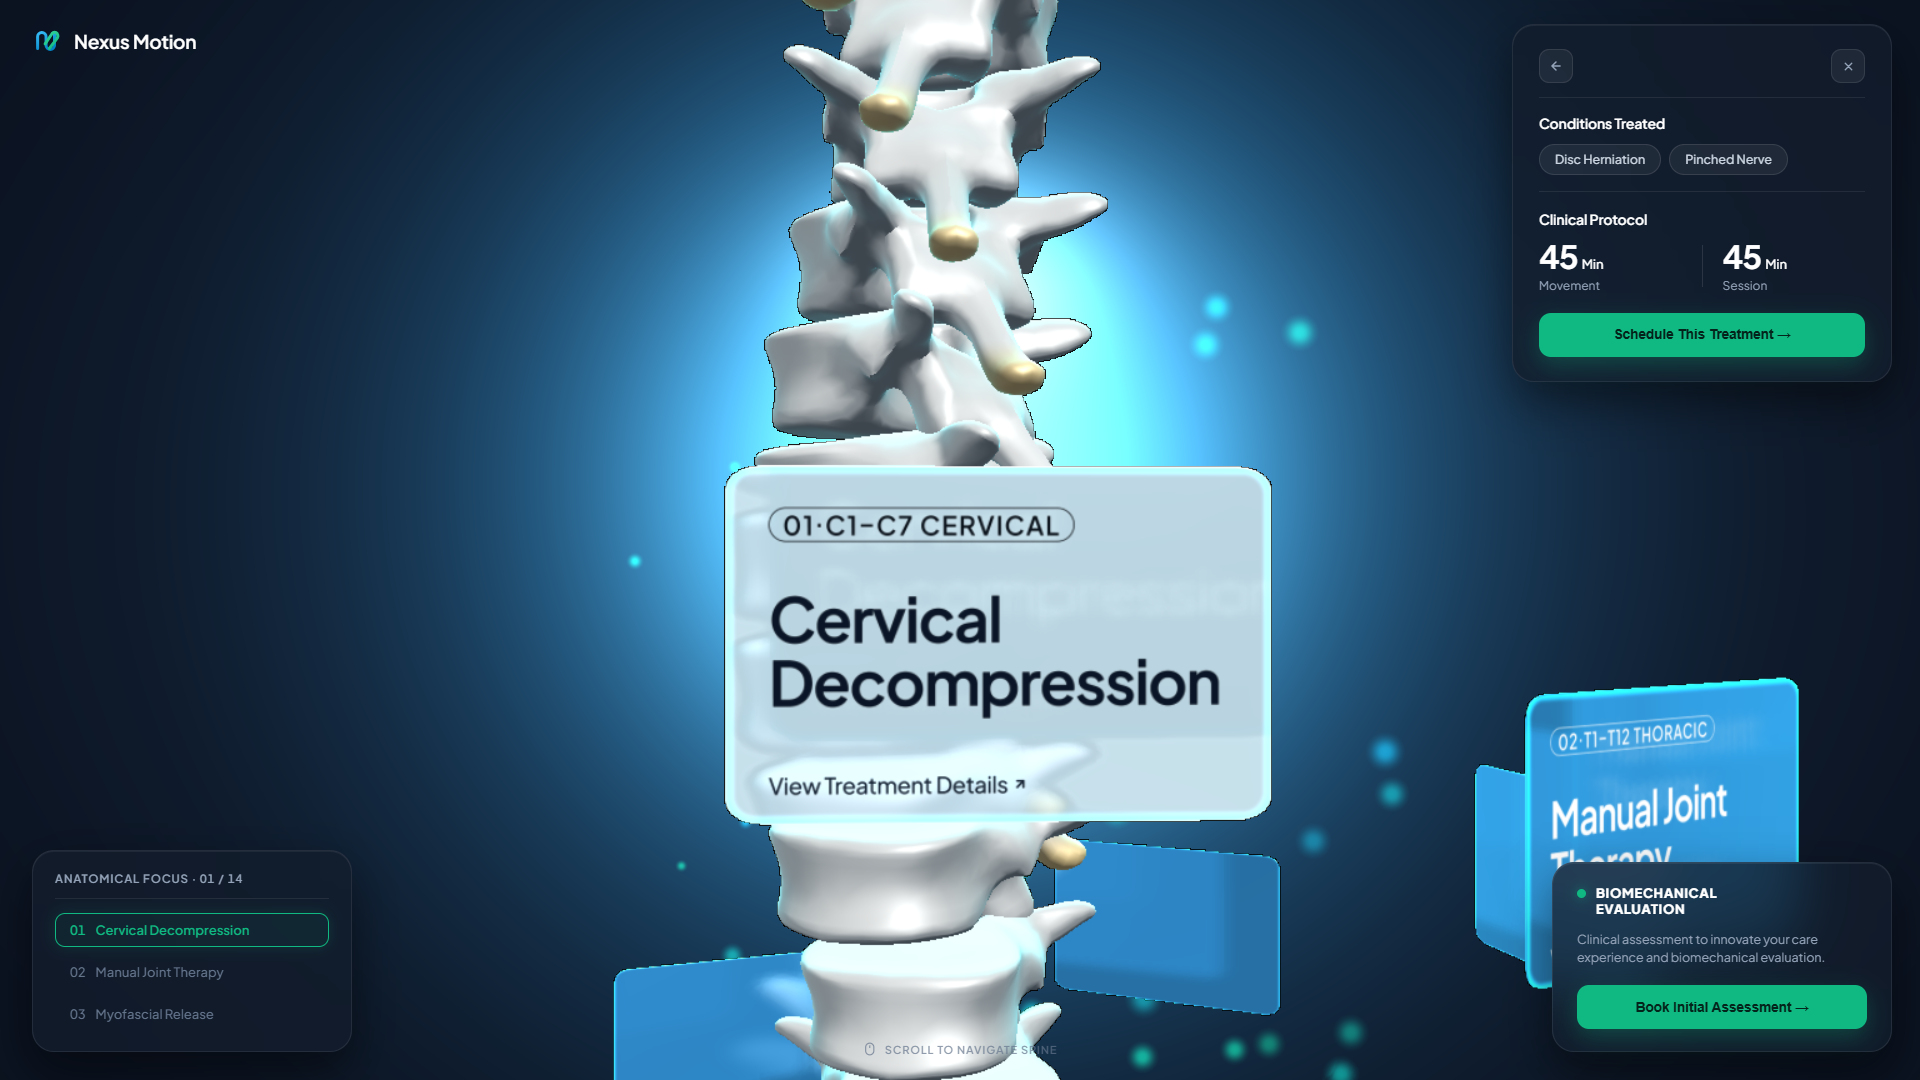 Nexus Motion
Conditions Treated
Disc Herniation
Pinched Nerve
Clinical Protocol
45 Min
Movement
45 Min
Session
Schedule This Treatment →
01·C1–C7 CERVICAL
Decompression
Cervical
Decompression
View Treatment Details ↗
02·T1–T12 THORACIC
Manual Joint
Therapy
ANATOMICAL FOCUS · 01 / 14
01 Cervical Decompression
02 Manual Joint Therapy
03 Myofascial Release
BIOMECHANICAL
EVALUATION
Clinical assessment to innovate your care
experience and biomechanical evaluation.
Book Initial Assessment →
SCROLL TO NAVIGATE SPINE